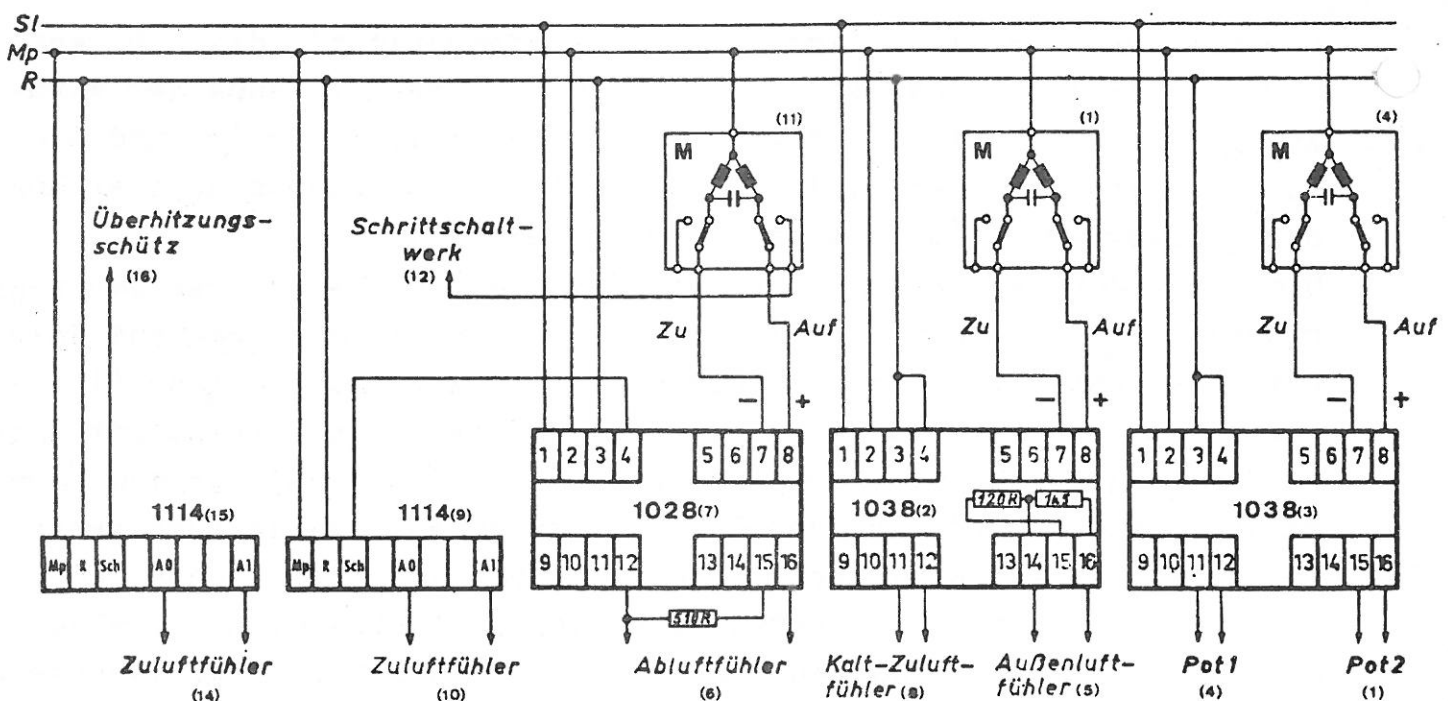 Sl
Mp
R
(11)
(1)
(4)
M
M
M
Überhitzungs-
schütz
(16)
Schrittschalt-
werk
(12)
Zu
Auf
Zu
Auf
Zu
Auf
- +
- +
- +
1 2 3 4 5 6 7 8
1 2 3 4 5 6 7 8
1 2 3 4 5 6 7 8
1114(15)
1114(9)
1028(7)
1038(2)
120R
1k5
1038(3)
Mp R Sch A0 A1
Mp R Sch A0 A1
9 10 11 12 13 14 15 16
9 10 11 12 13 14 15 16
9 10 11 12 13 14 15 16
510R
Zuluftfühler
(14)
Zuluftfühler
(10)
Abluftfühler
(6)
Kalt-Zuluft-
fühler(8)
Außenluft-
fühler(5)
Pot1
(4)
Pot2
(1)